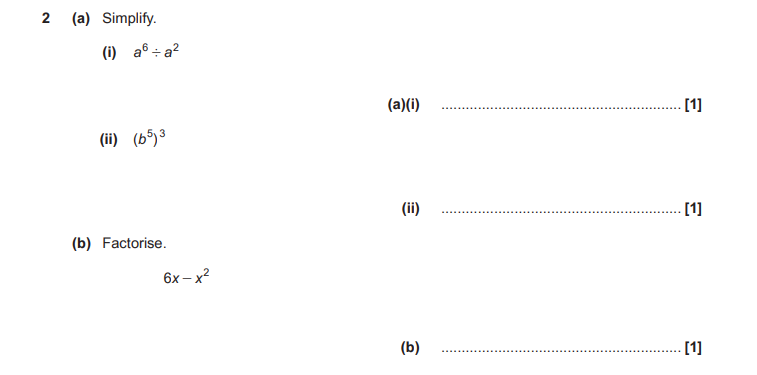 2 (a) Simplify.
(i) a⁶ ÷ a²
(a)(i) ............................................................ [1]
(ii) (b⁵)³
(ii) ............................................................ [1]
(b) Factorise.
6x – x²
(b) ............................................................ [1]